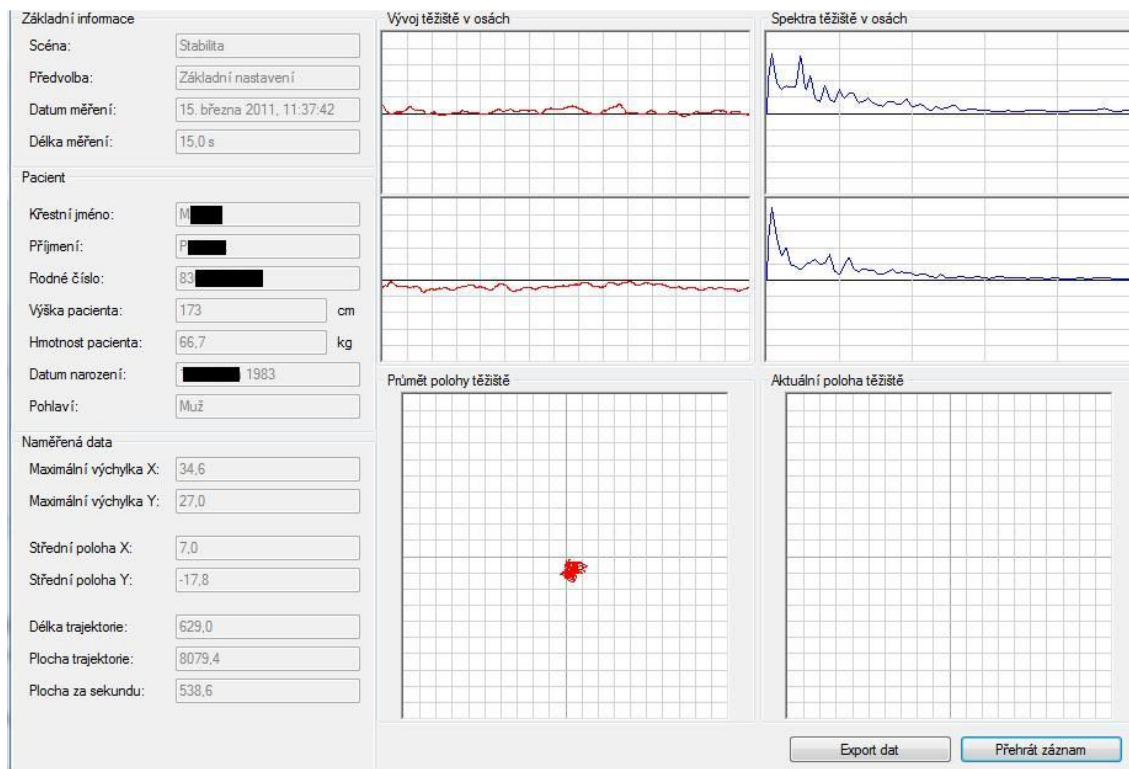 Základní informace
Scéna: Stabilita
Předvolba: Základní nastavení
Datum měření: 15. března 2011, 11:37:42
Délka měření: 15,0 s
Pacient
Křestní jméno: M
Příjmení: P
Rodné číslo: 83
Výška pacienta: 173 cm
Hmotnost pacienta: 66,7 kg
Datum narození: 1983
Pohlaví: Muž
Naměřená data
Maximální výchylka X: 34,6
Maximální výchylka Y: 27,0
Střední poloha X: 7,0
Střední poloha Y: -17,8
Délka trajektorie: 629,0
Plocha trajektorie: 8079,4
Plocha za sekundu: 538,6
Vývoj těžiště v osách
Spektra těžiště v osách
Průmět polohy těžiště
Aktuální poloha těžiště
Export dat
Přehrát záznam